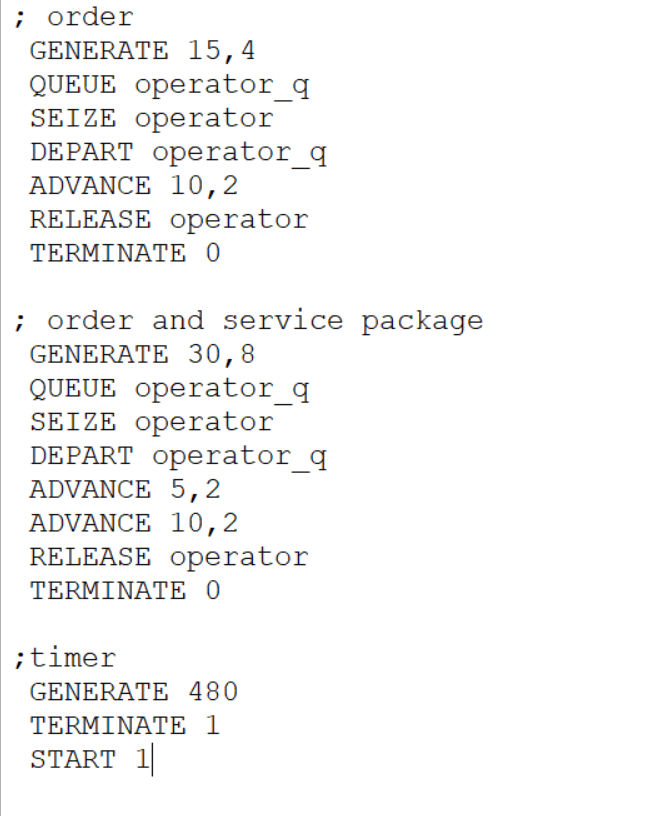 ; order
GENERATE 15,4
QUEUE operator_q
SEIZE operator
DEPART operator_q
ADVANCE 10,2
RELEASE operator
TERMINATE 0
; order and service package
GENERATE 30,8
QUEUE operator_q
SEIZE operator
DEPART operator_q
ADVANCE 5,2
ADVANCE 10,2
RELEASE operator
TERMINATE 0
;timer
GENERATE 480
TERMINATE 1
START 1